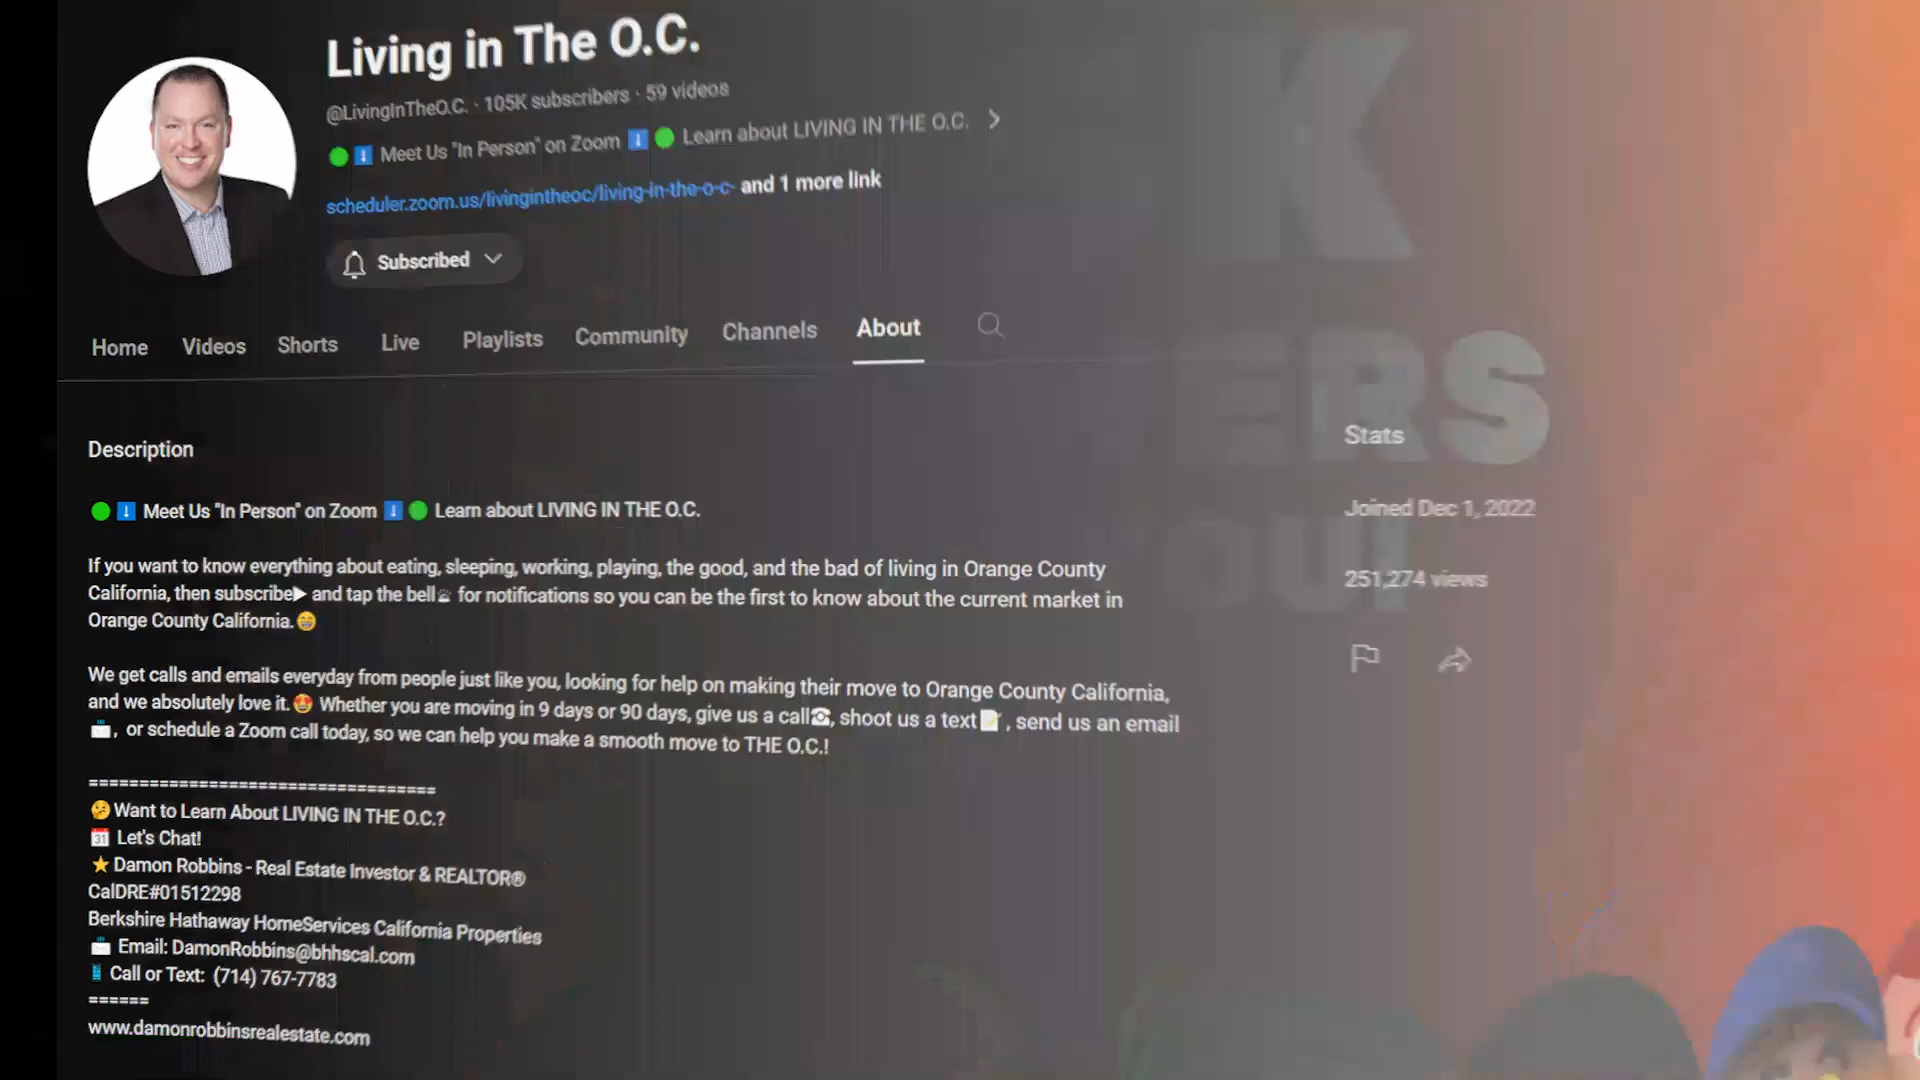 Living in The O.C.
@LivingInTheO.C. · 105K subscribers · 59 videos
🟢⬇️ Meet Us "In Person" on Zoom ⬇️🟢 Learn about LIVING IN THE O.C.
scheduler.zoom.us/livingintheoc/living-in-the-o-c- and 1 more link
Subscribed
Home Videos Shorts Live Playlists Community Channels About
Description
🟢⬇️ Meet Us "In Person" on Zoom ⬇️🟢 Learn about LIVING IN THE O.C.
If you want to know everything about eating, sleeping, working, playing, the good, and the bad of living in Orange County
California, then subscribe▶ and tap the bell🛎 for notifications so you can be the first to know about the current market in
Orange County California.😁
We get calls and emails everyday from people just like you, looking for help on making their move to Orange County California,
and we absolutely love it.😍 Whether you are moving in 9 days or 90 days, give us a call☎, shoot us a text📝, send us an email
📩, or schedule a Zoom call today, so we can help you make a smooth move to THE O.C.!
==================================
🤔Want to Learn About LIVING IN THE O.C.?
📅 Let's Chat!
⭐ Damon Robbins - Real Estate Investor & REALTOR®
CalDRE#01512298
Berkshire Hathaway HomeServices California Properties
📩 Email: DamonRobbins@bhhscal.com
📱 Call or Text: (714) 767-7783
======
www.damonrobbinsrealestate.com
Stats
Joined Dec 1, 2022
251,274 views